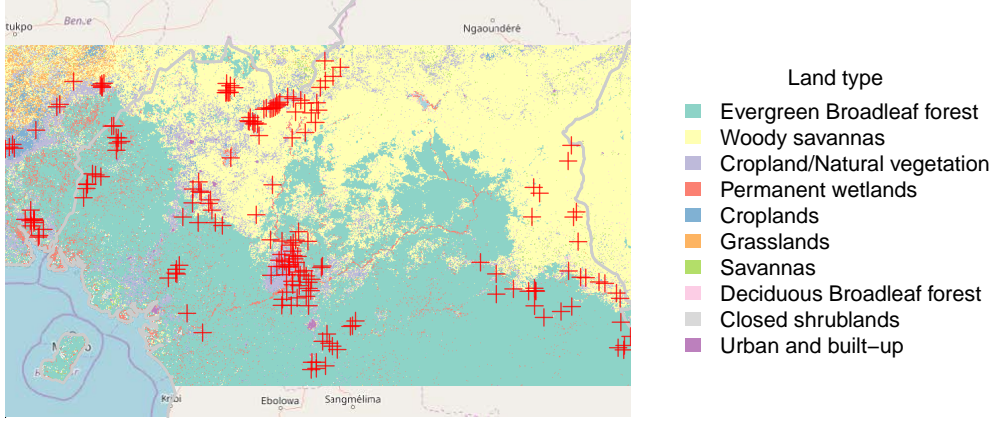 tukpo
Benue
Ngaoundéré
Kribi
Ebolowa
Sangmélima
Land type
Evergreen Broadleaf forest
Woody savannas
Cropland/Natural vegetation
Permanent wetlands
Croplands
Grasslands
Savannas
Deciduous Broadleaf forest
Closed shrublands
Urban and built−up